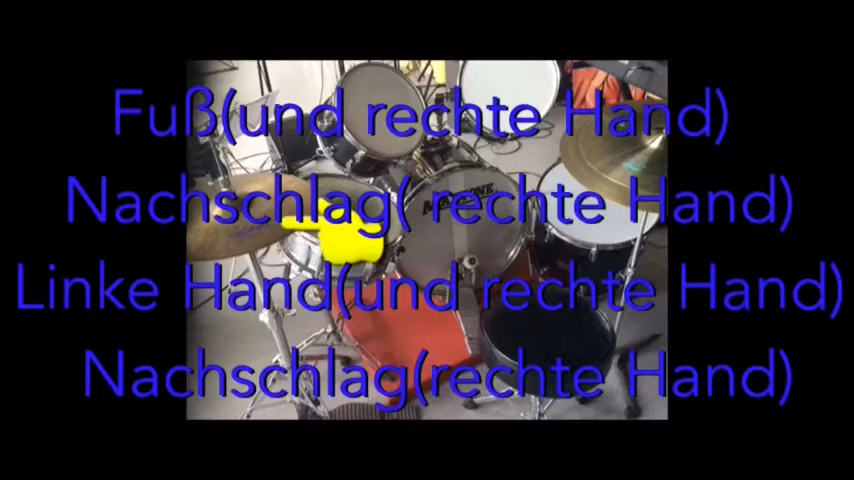 Fuß(und rechte Hand)
Nachschlag( rechte Hand)
Linke Hand(und rechte Hand)
Nachschlag(rechte Hand)